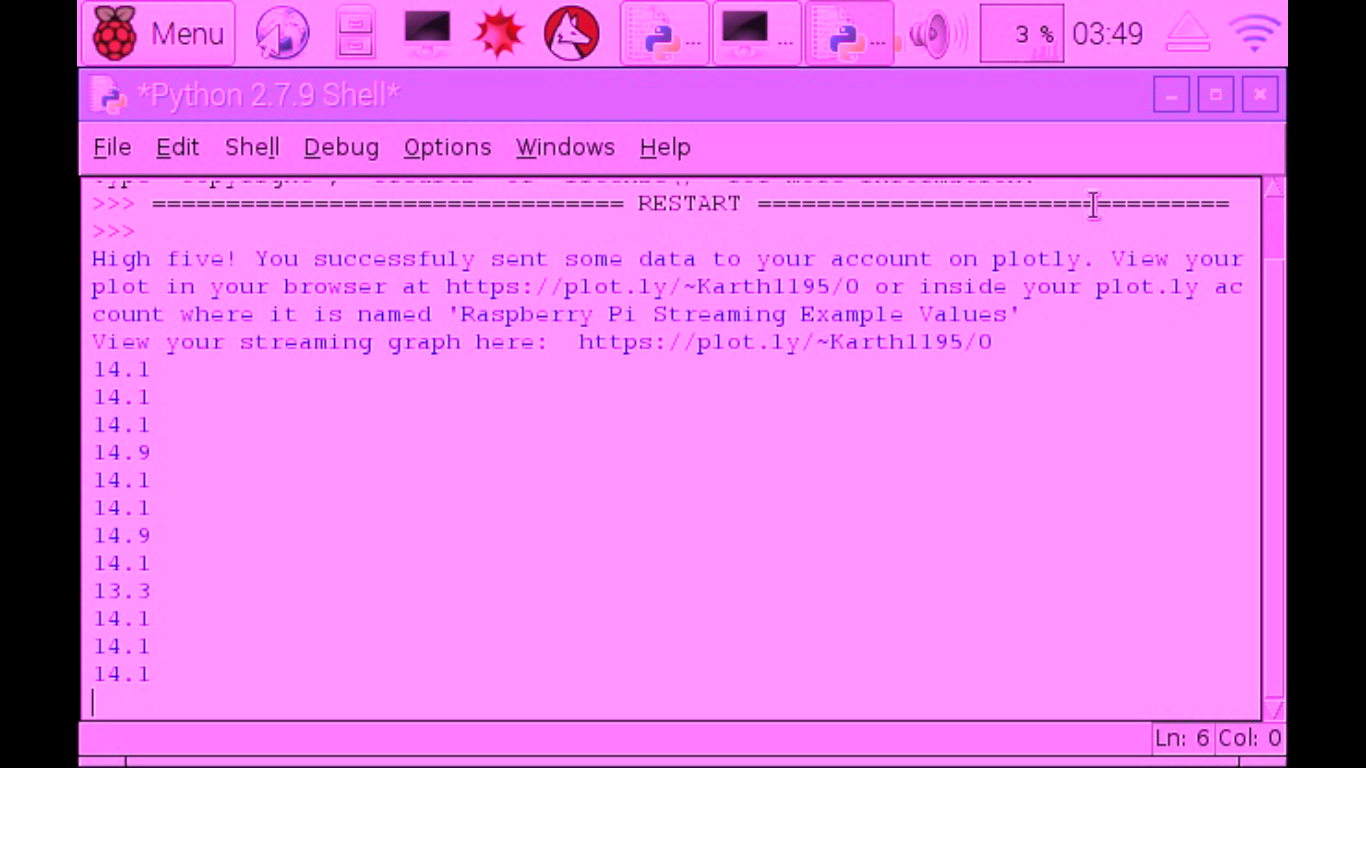 Menu
...
...
...
3 %
03:49
*Python 2.7.9 Shell*
File Edit Shell Debug Options Windows Help
>>> ================================ RESTART ================================
>>>
High five! You successfuly sent some data to your account on plotly. View your
plot in your browser at https://plot.ly/~Karth1195/0 or inside your plot.ly ac
count where it is named 'Raspberry Pi Streaming Example Values'
View your streaming graph here:  https://plot.ly/~Karth1195/0
14.1
14.1
14.1
14.9
14.1
14.1
14.9
14.1
13.3
14.1
14.1
14.1
Ln: 6 Col: 0